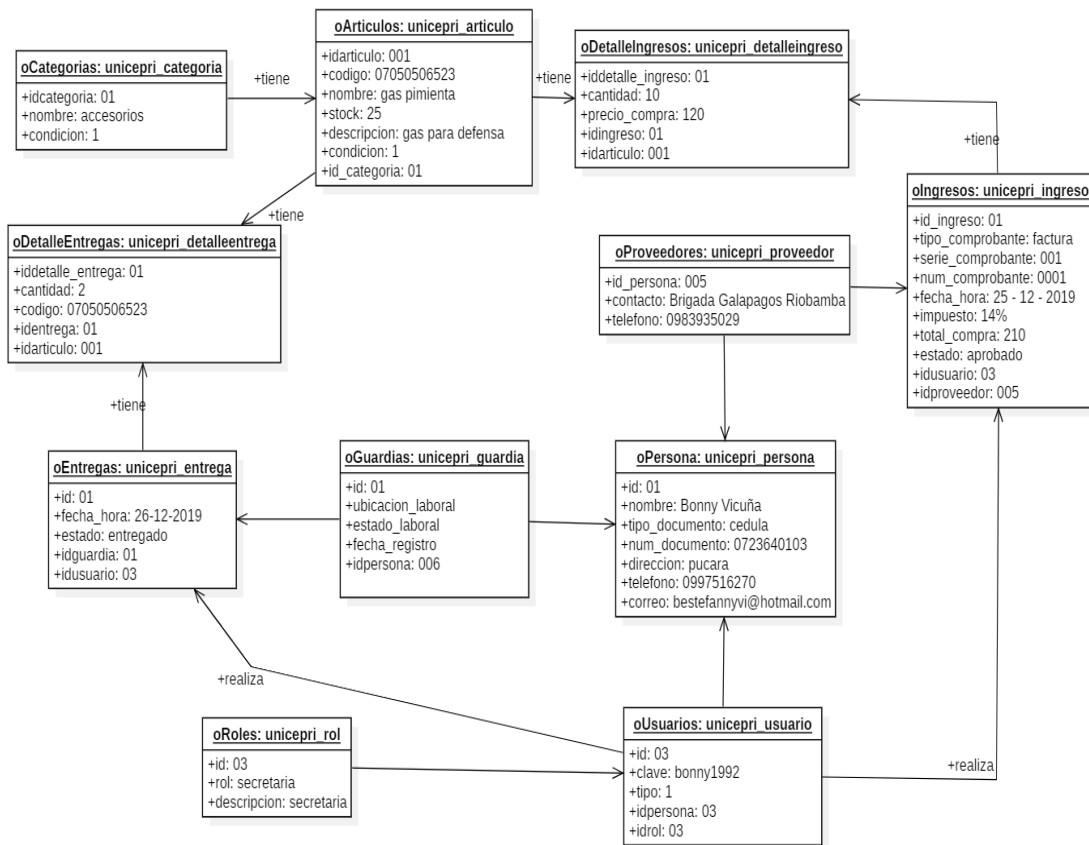 oCategorias: unicepri_categoria
+idcategoria: 01
+nombre: accesorios
+condicion: 1
+tiene
oArticulos: unicepri_articulo
+idarticulo: 001
+codigo: 07050506523
+nombre: gas pimienta
+stock: 25
+descripcion: gas para defensa
+condicion: 1
+id_categoria: 01
+tiene
oDetalleIngresos: unicepri_detalleingreso
+iddetalle_ingreso: 01
+cantidad: 10
+precio_compra: 120
+idingreso: 01
+idarticulo: 001
+tiene
+tiene
oDetalleEntregas: unicepri_detalleentrega
+iddetalle_entrega: 01
+cantidad: 2
+codigo: 07050506523
+identrega: 01
+idarticulo: 001
oProveedores: unicepri_proveedor
+id_persona: 005
+contacto: Brigada Galapagos Riobamba
+telefono: 0983935029
oIngresos: unicepri_ingreso
+id_ingreso: 01
+tipo_comprobante: factura
+serie_comprobante: 001
+num_comprobante: 0001
+fecha_hora: 25 - 12 - 2019
+impuesto: 14%
+total_compra: 210
+estado: aprobado
+idusuario: 03
+idproveedor: 005
+tiene
oEntregas: unicepri_entrega
+id: 01
+fecha_hora: 26-12-2019
+estado: entregado
+idguardia: 01
+idusuario: 03
oGuardias: unicepri_guardia
+id: 01
+ubicacion_laboral
+estado_laboral
+fecha_registro
+idpersona: 006
oPersona: unicepri_persona
+id: 01
+nombre: Bonny Vicuña
+tipo_documento: cedula
+num_documento: 0723640103
+direccion: pucara
+telefono: 0997516270
+correo: bestefannyvi@hotmail.com
+realiza
oRoles: unicepri_rol
+id: 03
+rol: secretaria
+descripcion: secretaria
oUsuarios: unicepri_usuario
+id: 03
+clave: bonny1992
+tipo: 1
+idpersona: 03
+idrol: 03
+realiza